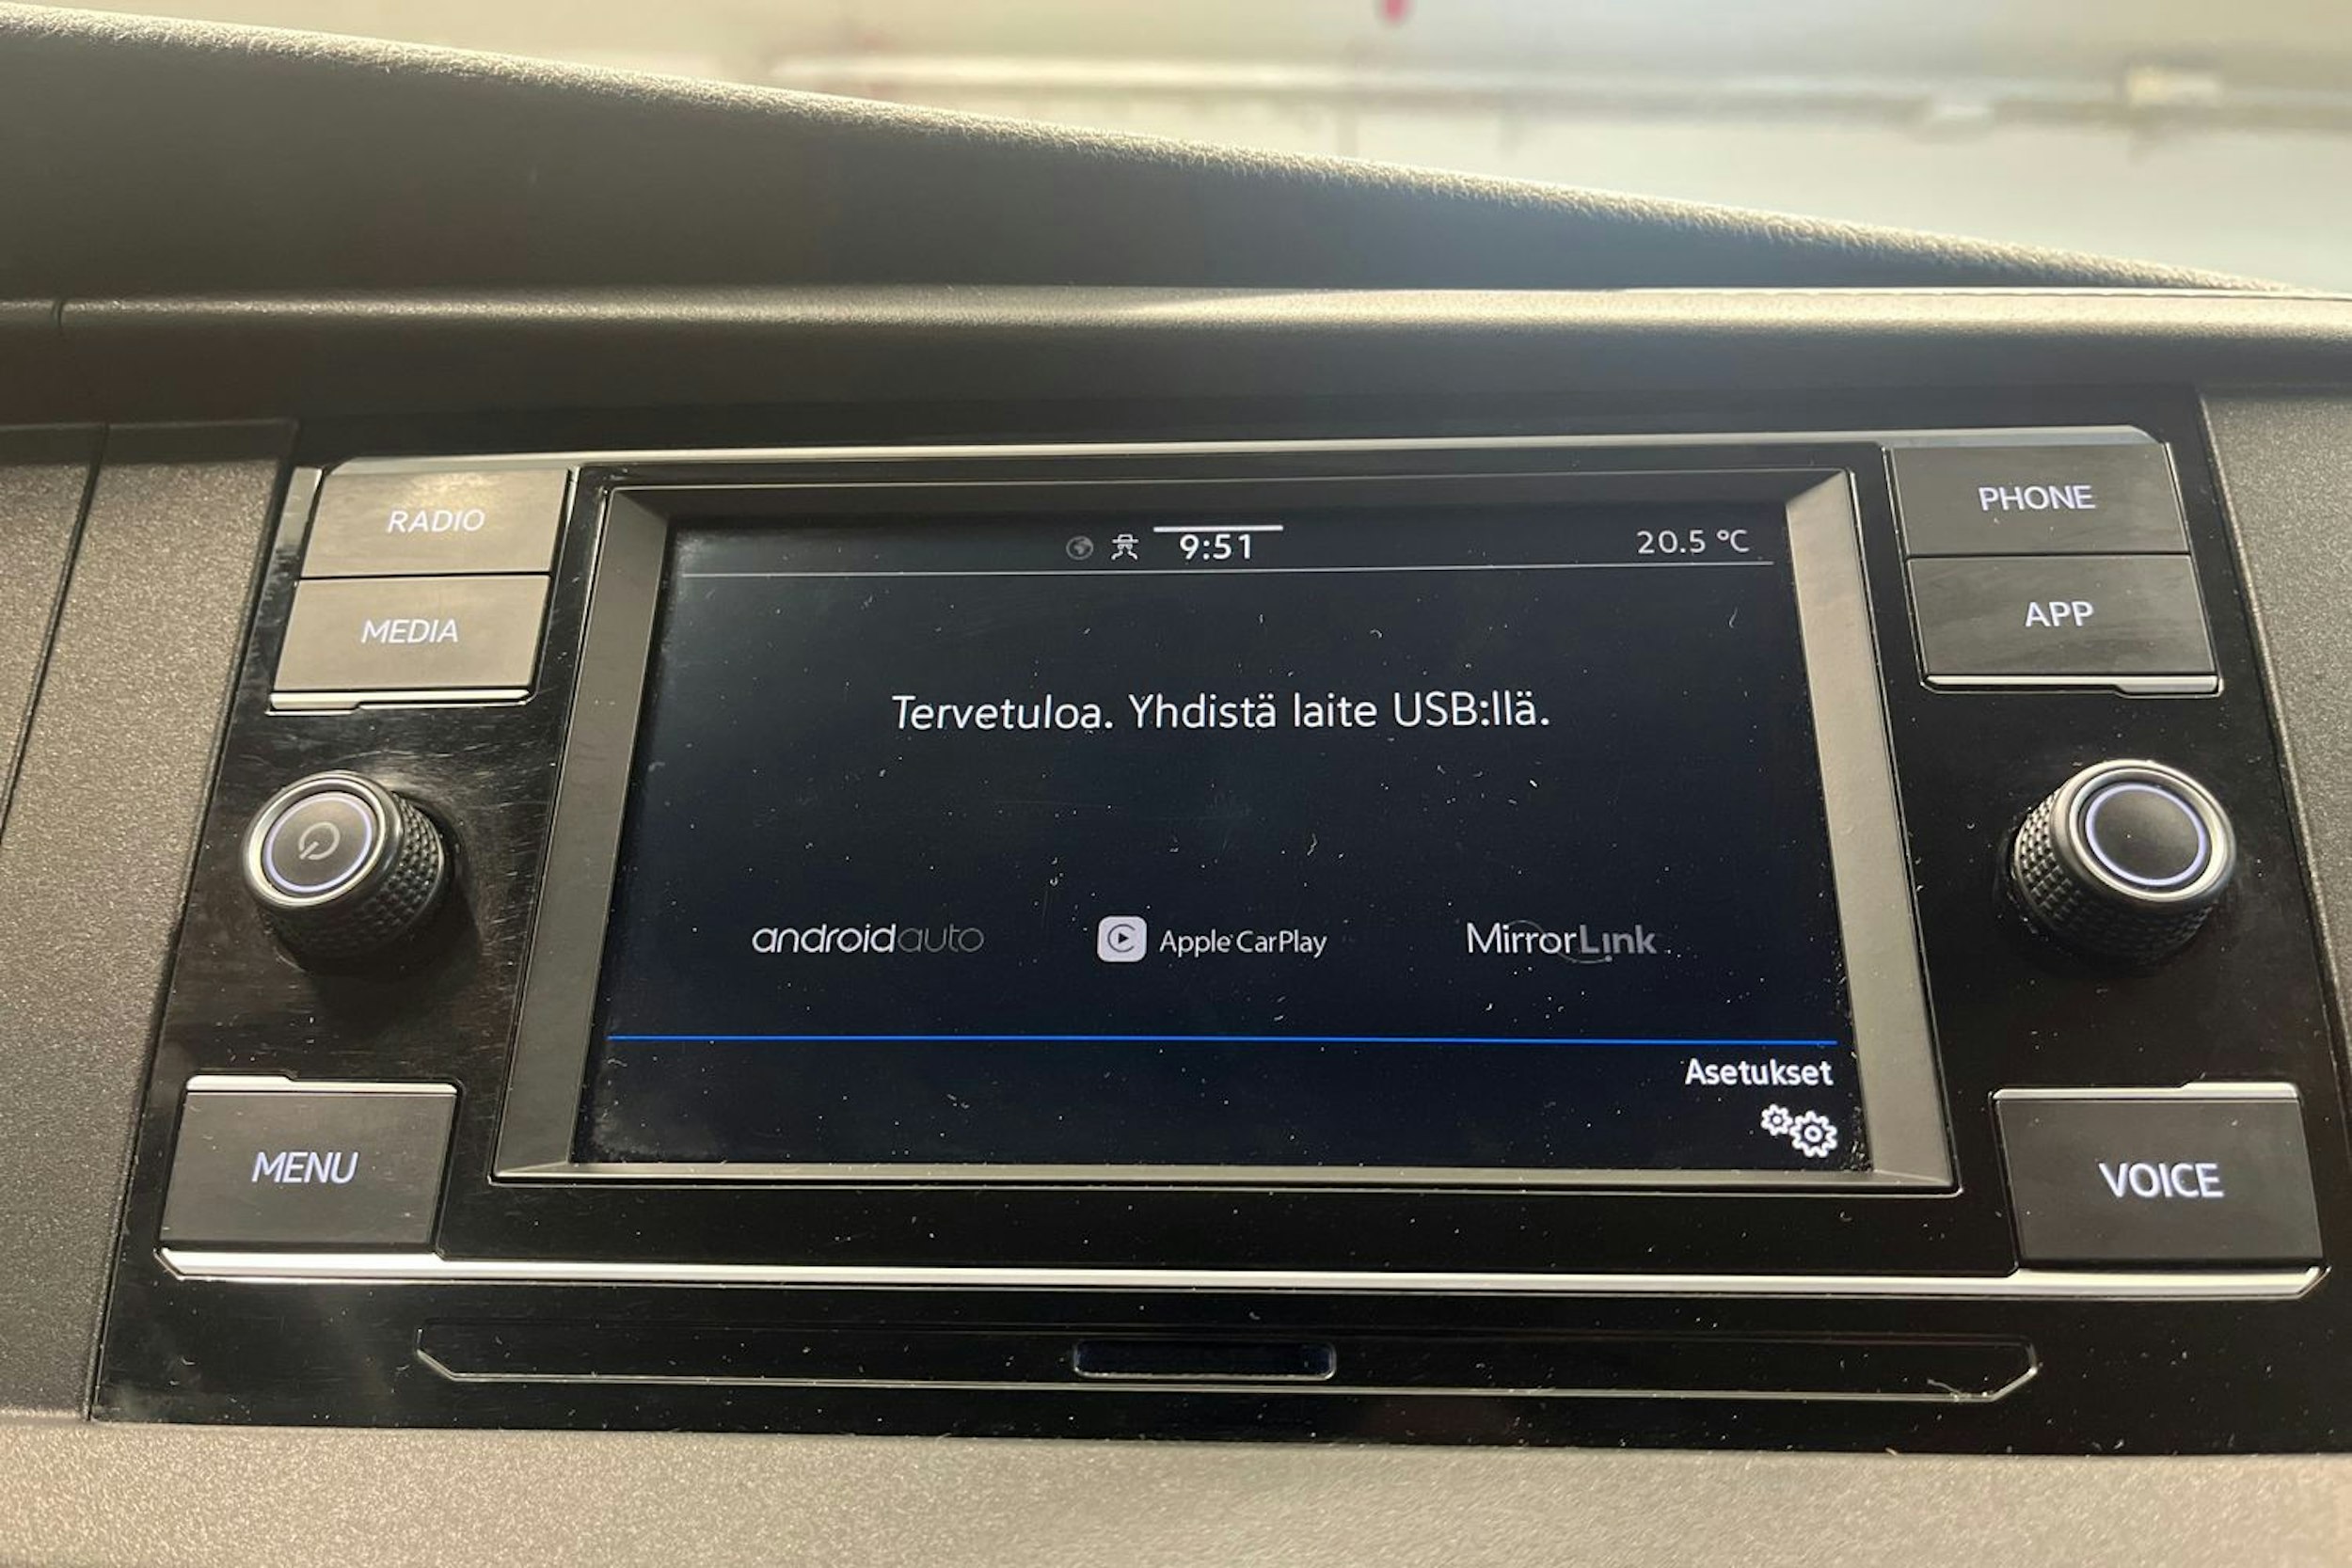 RADIO
MEDIA
MENU
9:51
20.5 °C
Tervetuloa. Yhdistä laite USB:llä.
androidauto
Apple CarPlay
MirrorLink
Asetukset
PHONE
APP
VOICE